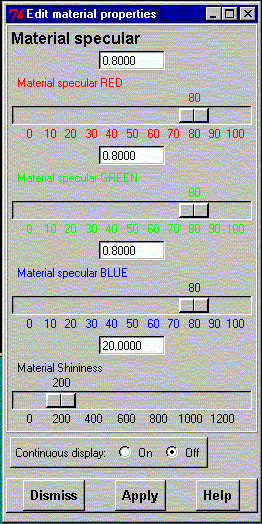 Edit material properties
Material specular
0.8000
Material specular RED
80
0 10 20 30 40 50 60 70 80 90 100
0.8000
Material specular GREEN
80
0 10 20 30 40 50 60 70 80 90 100
0.8000
Material specular BLUE
80
0 10 20 30 40 50 60 70 80 90 100
20.0000
Material Shininess
200
0 200 400 600 800 1000 1200
Continuous display: On Off
Dismiss Apply Help